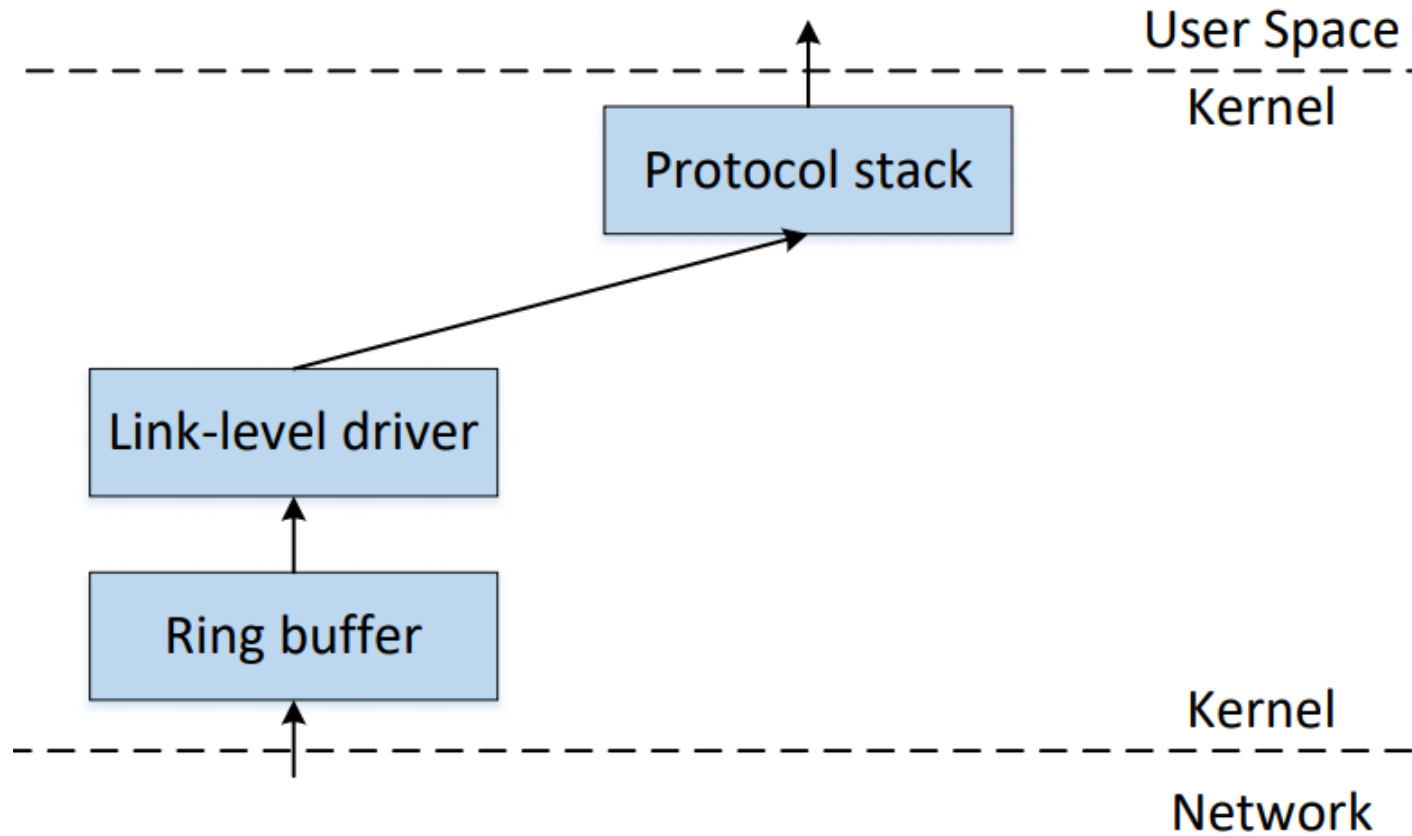 User Space
Kernel
Protocol stack
Link-level driver
Ring buffer
Kernel
Network